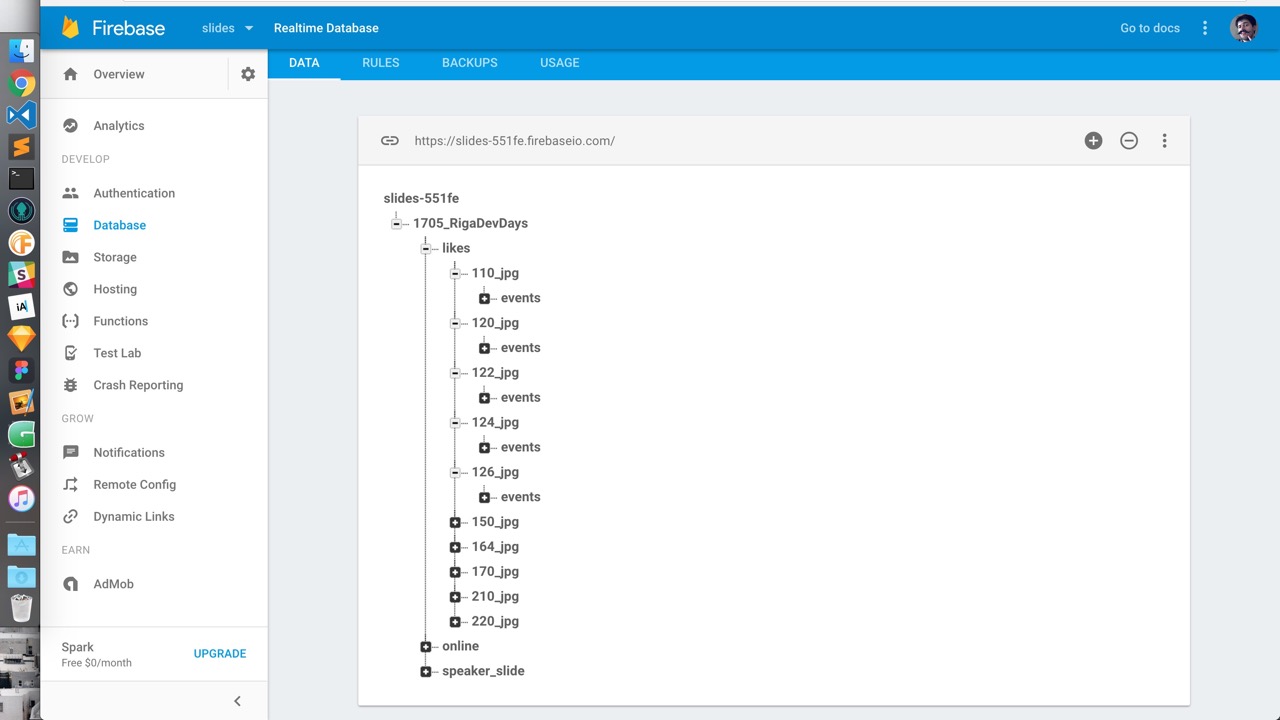 Firebase
slides
Realtime Database
Go to docs
Overview
DATA
RULES
BACKUPS
USAGE
Analytics
DEVELOP
Authentication
Database
Storage
Hosting
Functions
Test Lab
Crash Reporting
GROW
Notifications
Remote Config
Dynamic Links
EARN
AdMob
Spark
Free $0/month
UPGRADE
https://slides-551fe.firebaseio.com/
slides-551fe
1705_RigaDevDays
likes
110_jpg
events
120_jpg
events
122_jpg
events
124_jpg
events
126_jpg
events
150_jpg
164_jpg
170_jpg
210_jpg
220_jpg
online
speaker_slide